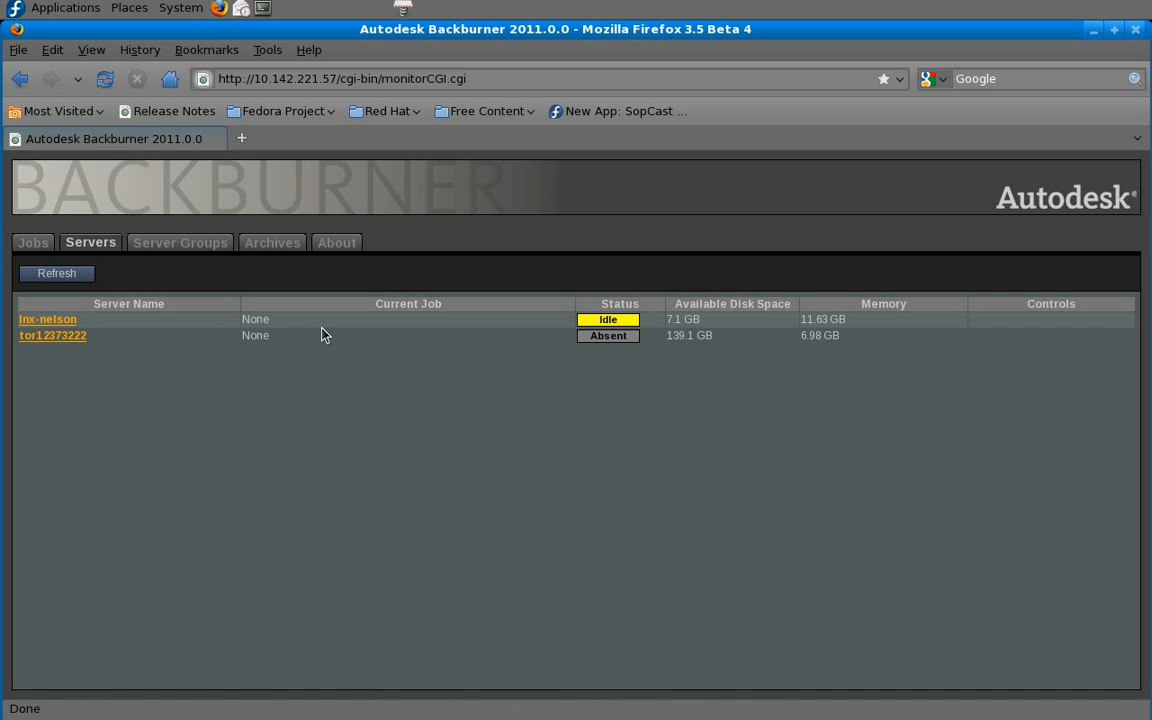 Applications Places System
Autodesk Backburner 2011.0.0 - Mozilla Firefox 3.5 Beta 4
File Edit View History Bookmarks Tools Help
http://10.142.221.57/cgi-bin/monitorCGI.cgi Google
Most Visited Release Notes Fedora Project Red Hat Free Content New App: SopCast ...
Autodesk Backburner 2011.0.0
BACKBURNER Autodesk®
Jobs Servers Server Groups Archives About
Refresh
Server Name Current Job Status Available Disk Space Memory Controls
lnx-nelson None Idle 7.1 GB 11.63 GB
tor12373222 None Absent 139.1 GB 6.98 GB
Done